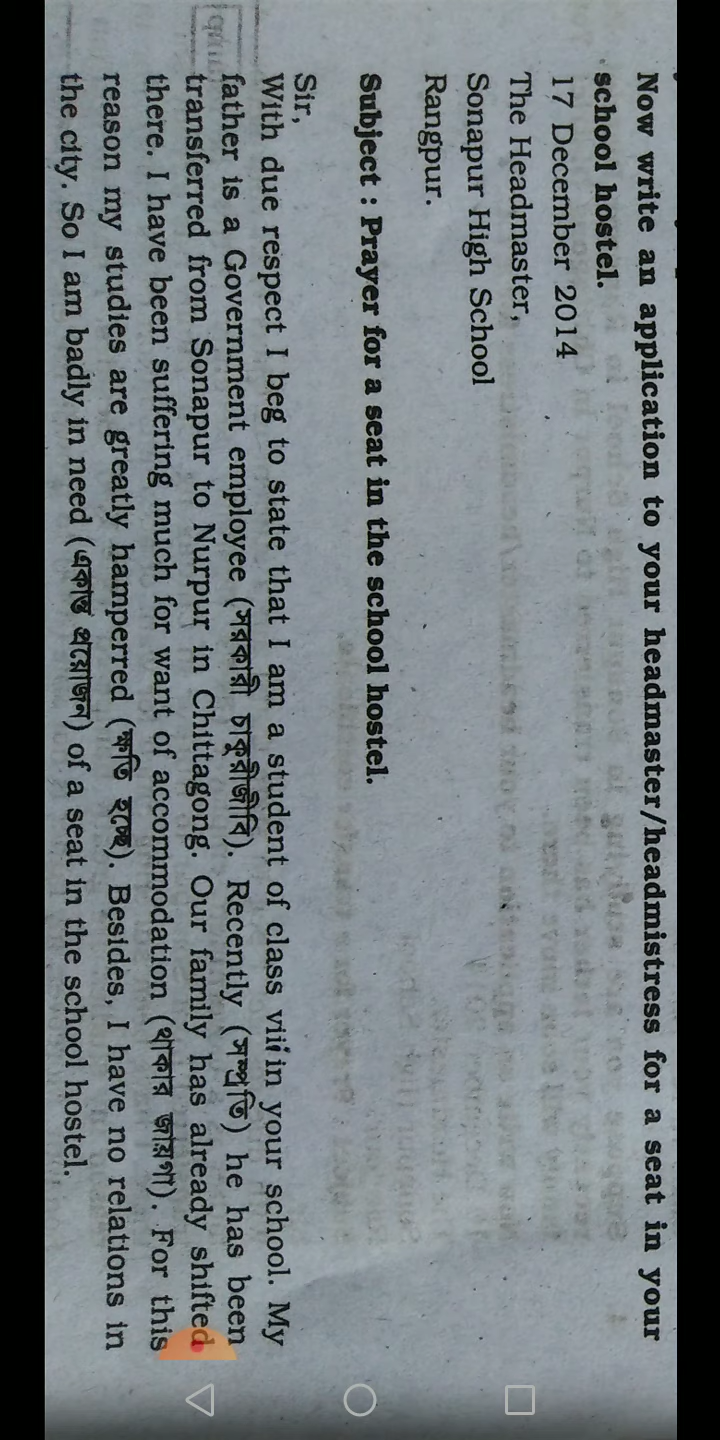 Now write an application to your headmaster/headmistress for a seat in your
school hostel.
17 December 2014
The Headmaster,
Sonapur High School
Rangpur.
Subject : Prayer for a seat in the school hostel.
Sir,
With due respect I beg to state that I am a student of class viii in your school. My
father is a Government employee (সরকারী চাকুরীজীবি). Recently (সম্প্রতি) he has been
transferred from Sonapur to Nurpur in Chittagong. Our family has already shifted
there. I have been suffering much for want of accommodation (থাকার জায়গা). For this
reason my studies are greatly hamperred (ক্ষতি হচ্ছে). Besides, I have no relations in
the city. So I am badly in need (একান্ত প্রয়োজন) of a seat in the school hostel.